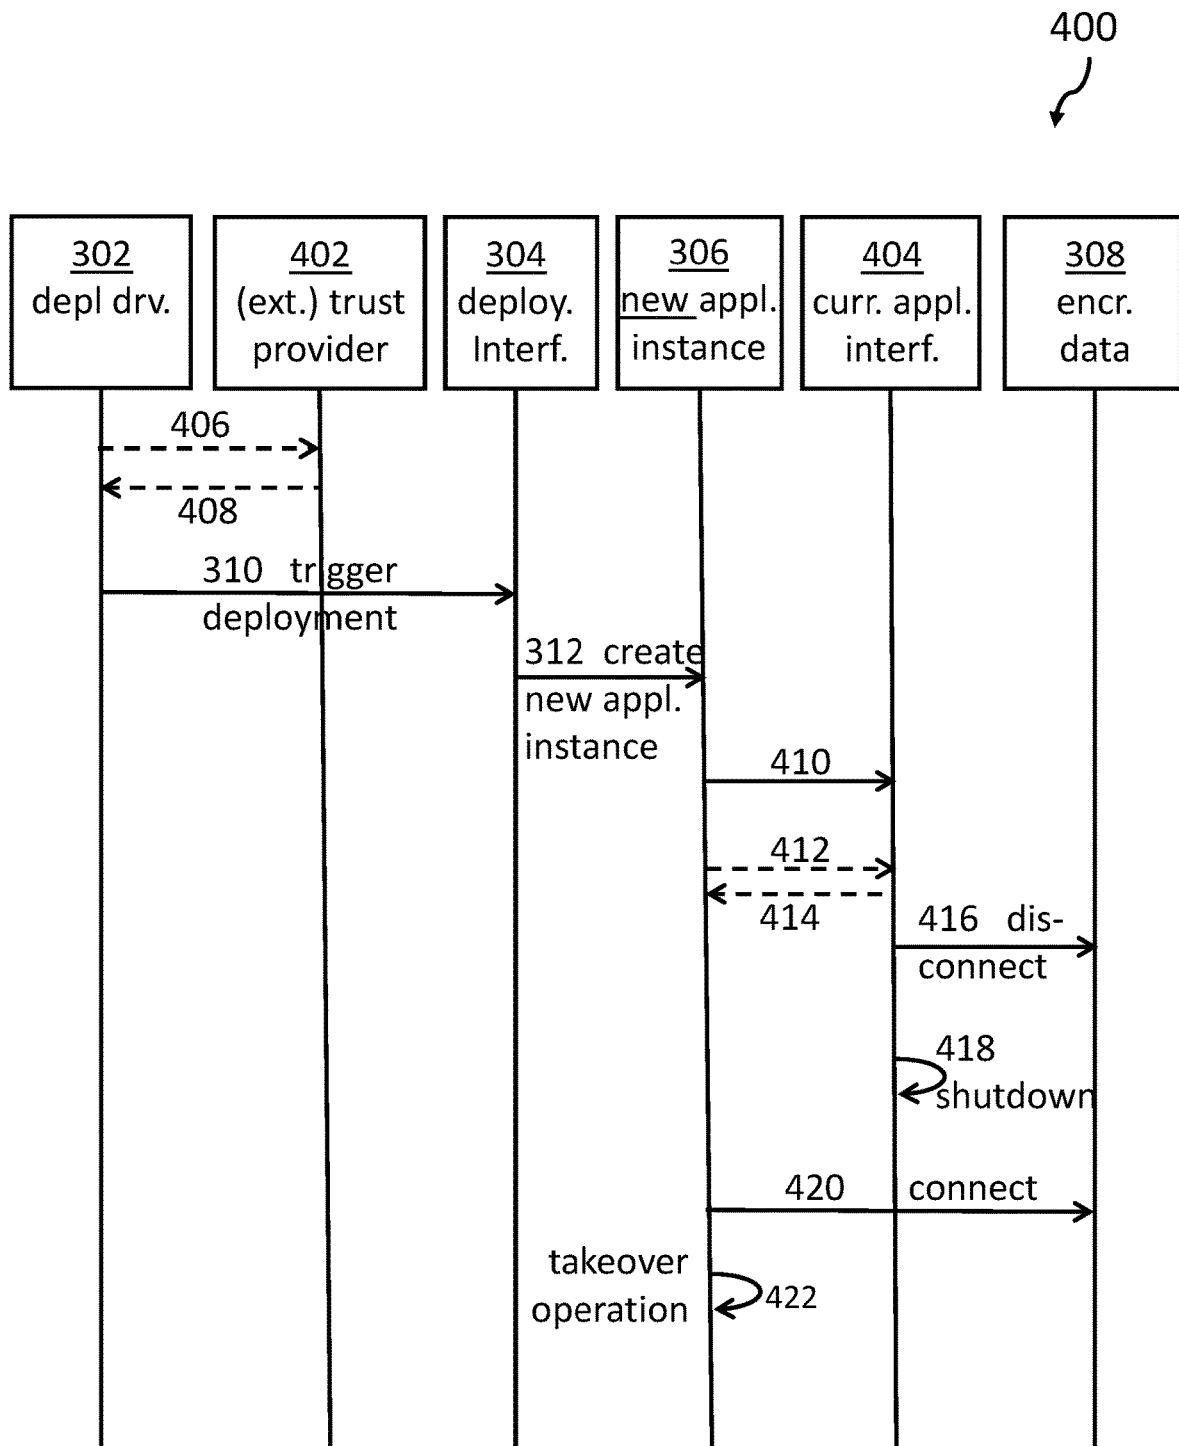 400
302
depl drv.
402
(ext.) trust
provider
304
deploy.
Interf.
306
new appl.
instance
404
curr. appl.
interf.
308
encr.
data
406
408
310 trigger
deployment
312 create
new appl.
instance
410
412
414
416 dis-
connect
418
shutdown
420 connect
takeover
operation
422